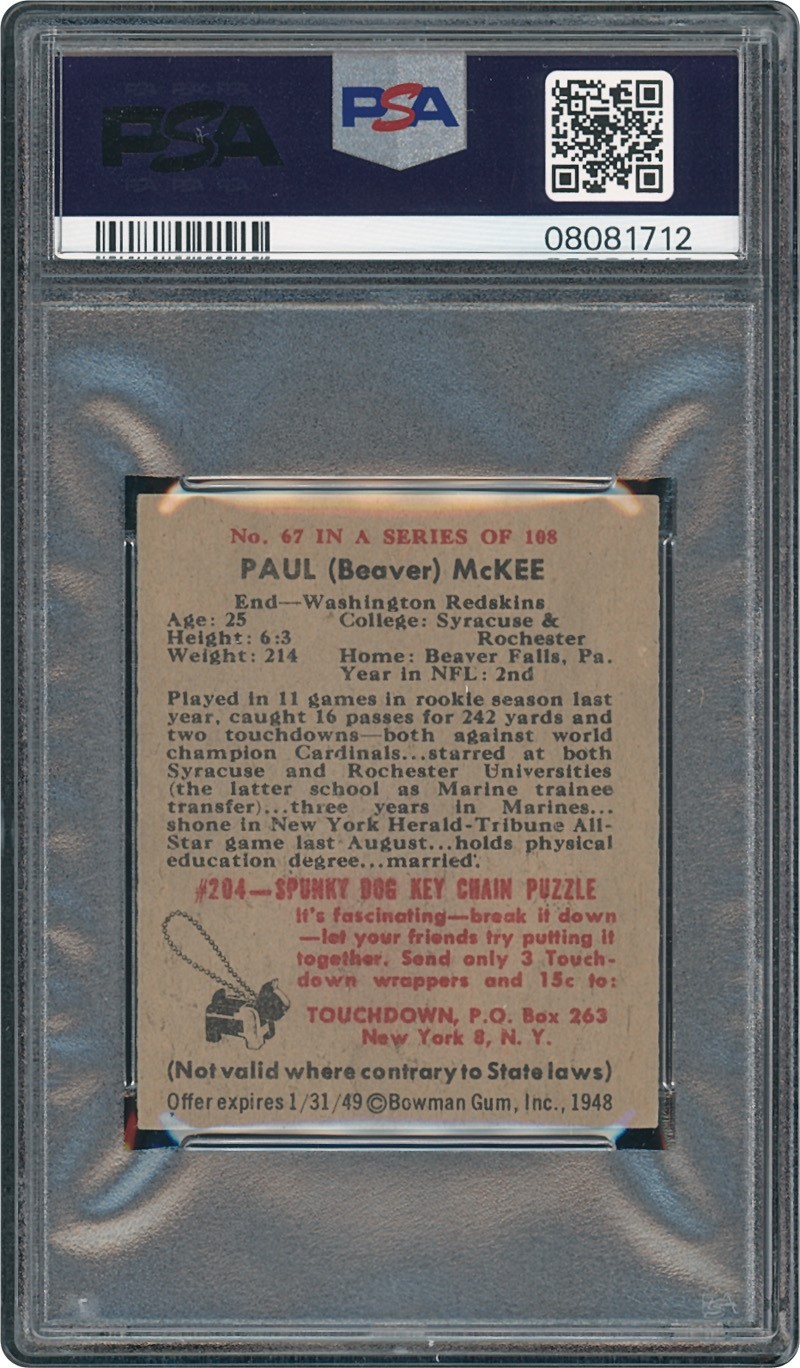 PSA PSA PSA
PSA
PSA PSA PSA
PSA
08081712
No. 67 IN A SERIES OF 108
PAUL (Beaver) McKEE
End—Washington Redskins
Age: 25 College: Syracuse &
Height: 6:3 Rochester
Weight: 214 Home: Beaver Falls, Pa.
Year in NFL: 2nd
Played in 11 games in rookie season last
year, caught 16 passes for 242 yards and
two touchdowns—both against world
champion Cardinals...starred at both
Syracuse and Rochester Universities
(the latter school as Marine trainee
transfer)...three years in Marines...
shone in New York Herald-Tribune All-
Star game last August...holds physical
education degree...married.
#204—SPUNKY DOG KEY CHAIN PUZZLE
It's fascinating—break it down
—let your friends try putting it
together. Send only 3 Touch-
down wrappers and 15c to:
TOUCHDOWN, P.O. Box 263
New York 8, N. Y.
(Not valid where contrary to State laws)
Offer expires 1/31/49 ©Bowman Gum, Inc., 1948
PSA